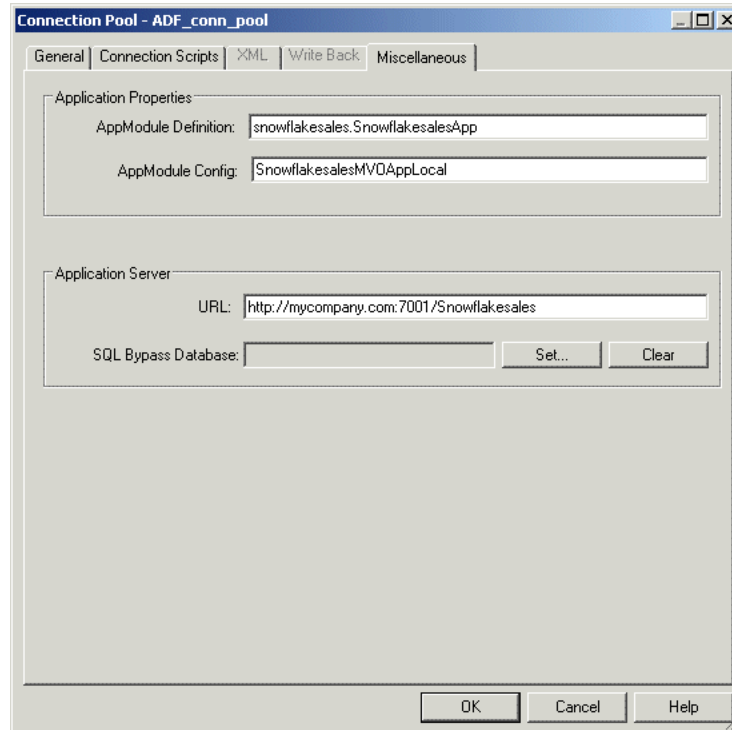 Connection Pool - ADF_conn_pool
General Connection Scripts XML Write Back Miscellaneous
Application Properties
AppModule Definition: snowflakesales.SnowflakesalesApp
AppModule Config: SnowflakesalesMVOAppLocal
Application Server
URL: http://mycompany.com:7001/Snowflakesales
SQL Bypass Database: Set... Clear
OK Cancel Help